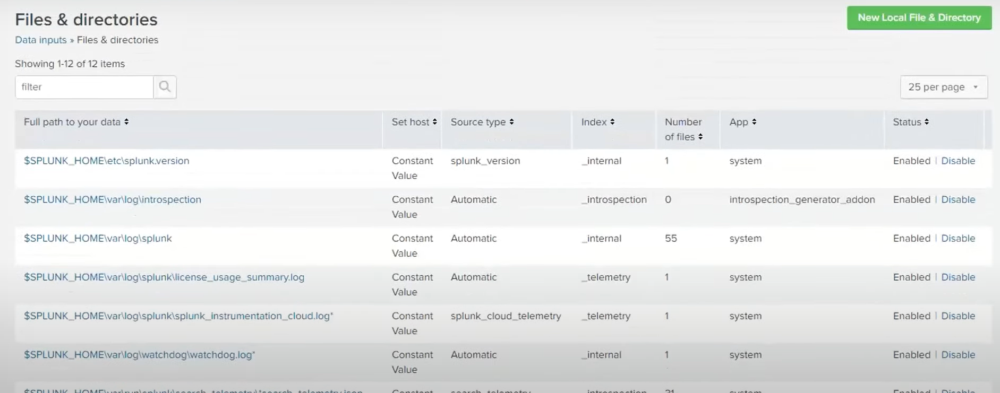 Files & directories
New Local File & Directory
Data inputs » Files & directories
Showing 1-12 of 12 items
filter
25 per page
Full path to your data Set host Source type Index Number of files App Status
$SPLUNK_HOME\etc\splunk.version Constant Value splunk_version _internal 1 system Enabled | Disable
$SPLUNK_HOME\var\log\introspection Constant Value Automatic _introspection 0 introspection_generator_addon Enabled | Disable
$SPLUNK_HOME\var\log\splunk Constant Value Automatic _internal 55 system Enabled | Disable
$SPLUNK_HOME\var\log\splunk\license_usage_summary.log Constant Value Automatic _telemetry 1 system Enabled | Disable
$SPLUNK_HOME\var\log\splunk\splunk_instrumentation_cloud.log* Constant Value splunk_cloud_telemetry _telemetry 1 system Enabled | Disable
$SPLUNK_HOME\var\log\watchdog\watchdog.log* Constant Value Automatic _internal 1 system Enabled | Disable
$SPLUNK_HOME\var\run\splunk\search_telemetry\*search_telemetry.json Constant search_telemetry _introspection system Enabled | Disable